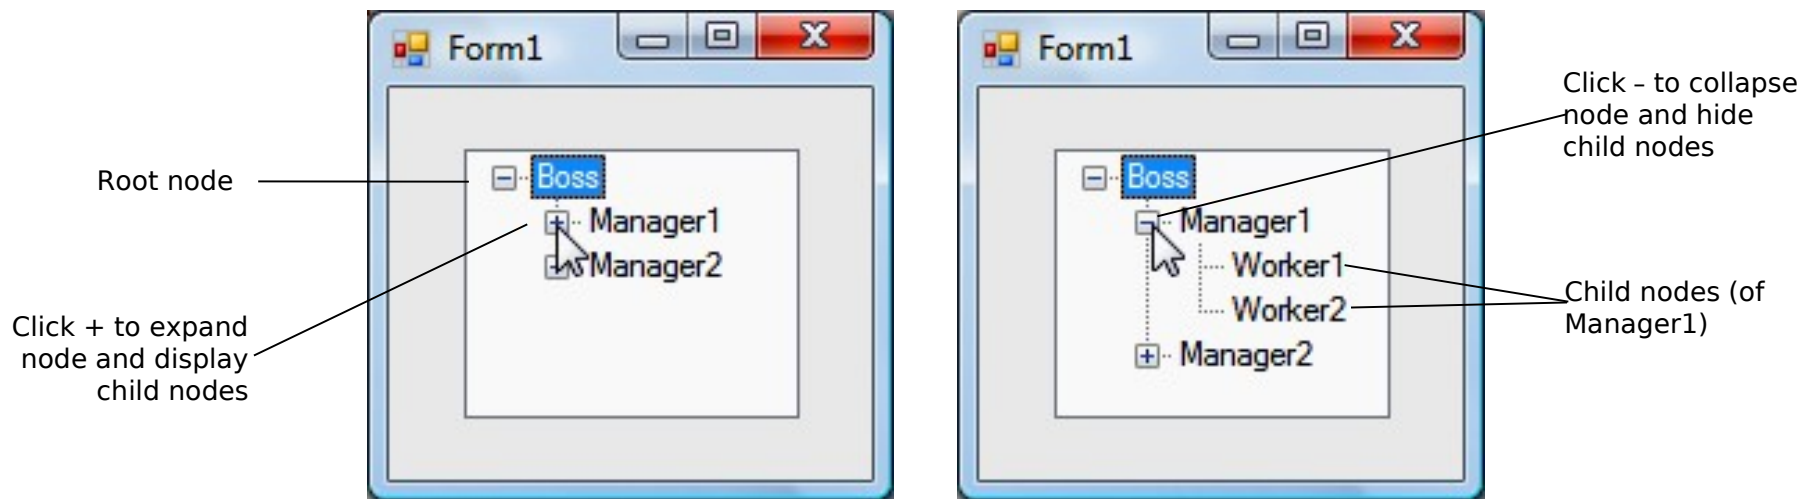 Form1
Root node
Boss
Manager1
Manager2
Click + to expand
node and display
child nodes
Form1
Click – to collapse
node and hide
child nodes
Boss
Manager1
Worker1
Worker2
Manager2
Child nodes (of
Manager1)